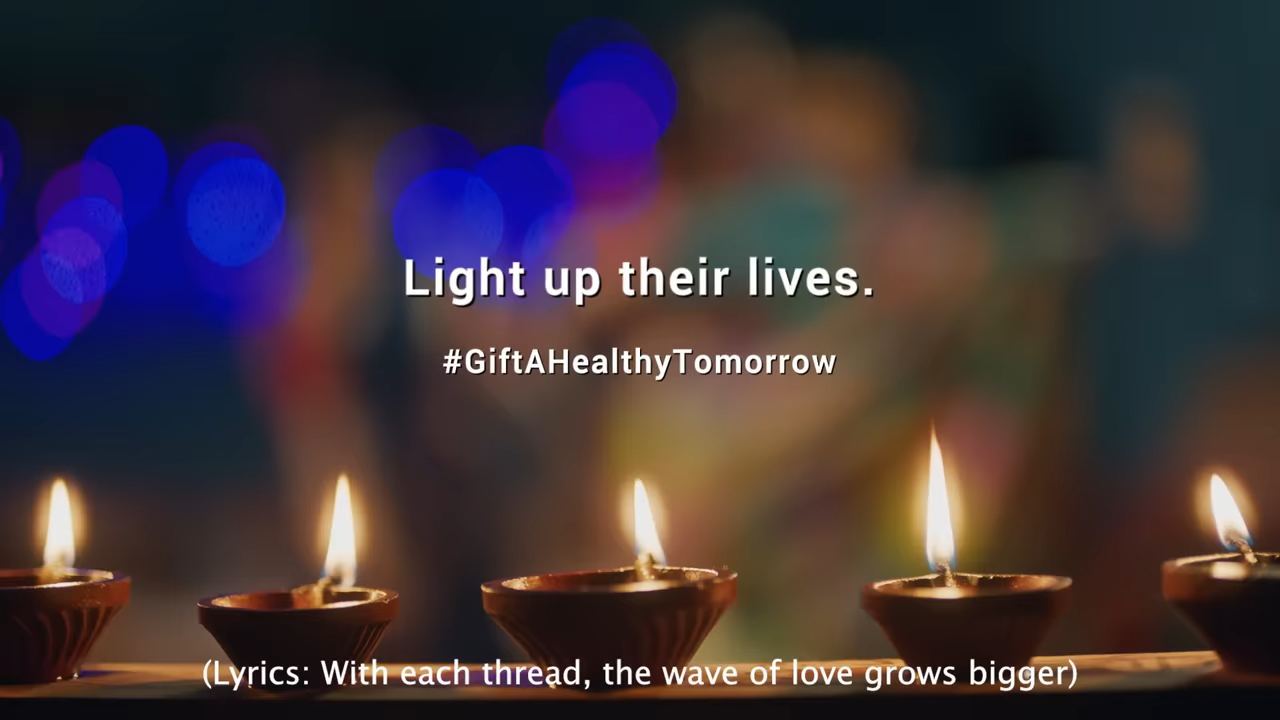 Light up their lives.
#GiftAHealthyTomorrow
(Lyrics: With each thread, the wave of love grows bigger)